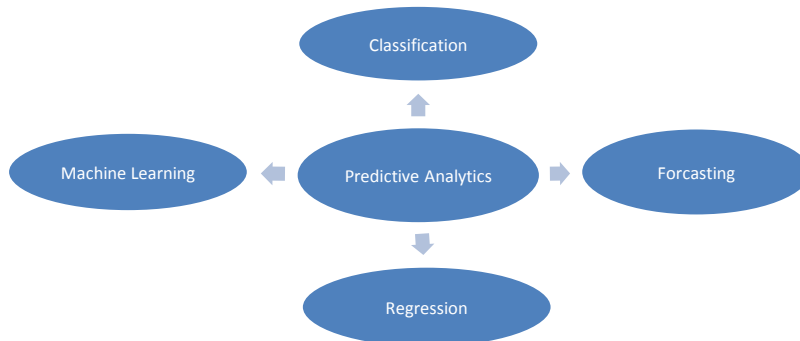 Classification
Machine Learning
Predictive Analytics
Forcasting
Regression